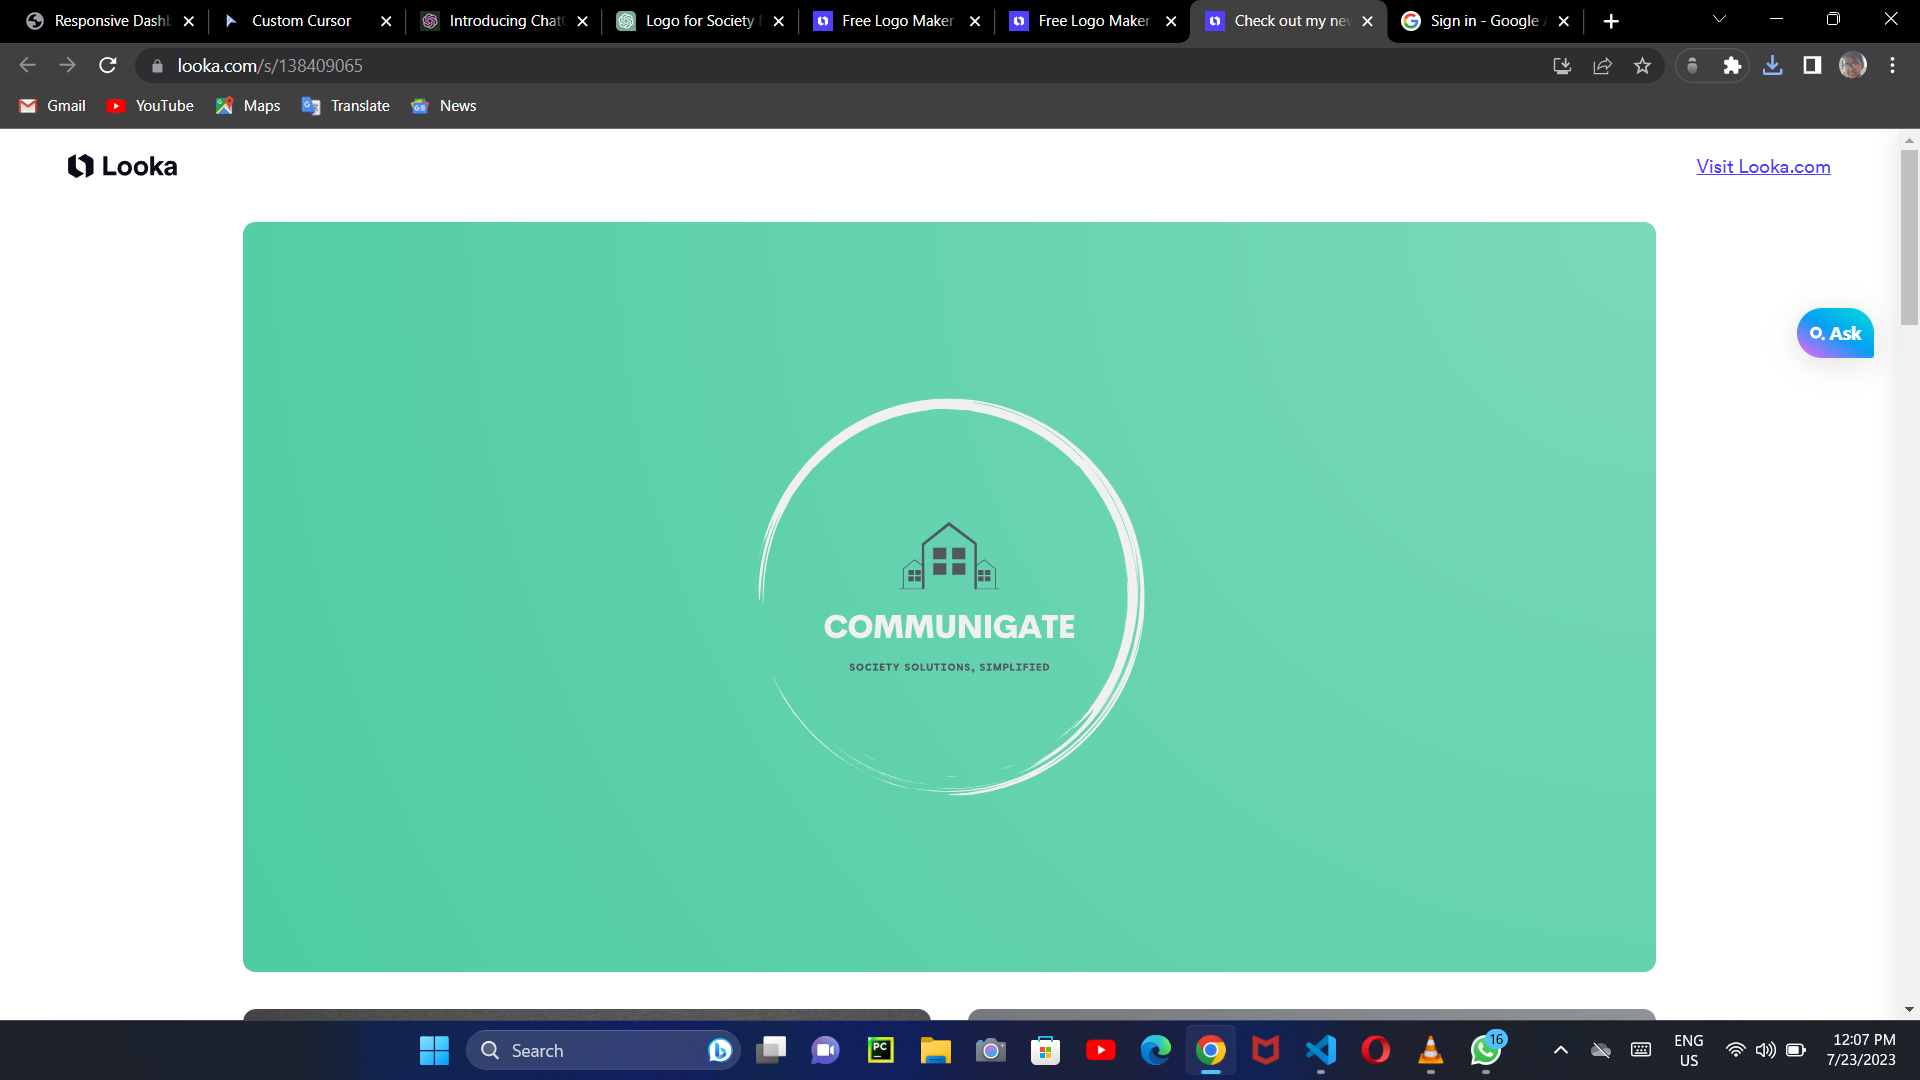 Responsive Dashb
Custom Cursor
Introducing Chat
Logo for Society
Free Logo Maker
Free Logo Maker
Check out my ne
Sign in - Google
looka.com/s/138409065
Gmail
YouTube
Maps
Translate
News
Looka
Visit Looka.com
Ask
COMMUNIGATE
SOCIETY SOLUTIONS, SIMPLIFIED
Search
PC
16
ENG
US
12:07 PM
7/23/2023